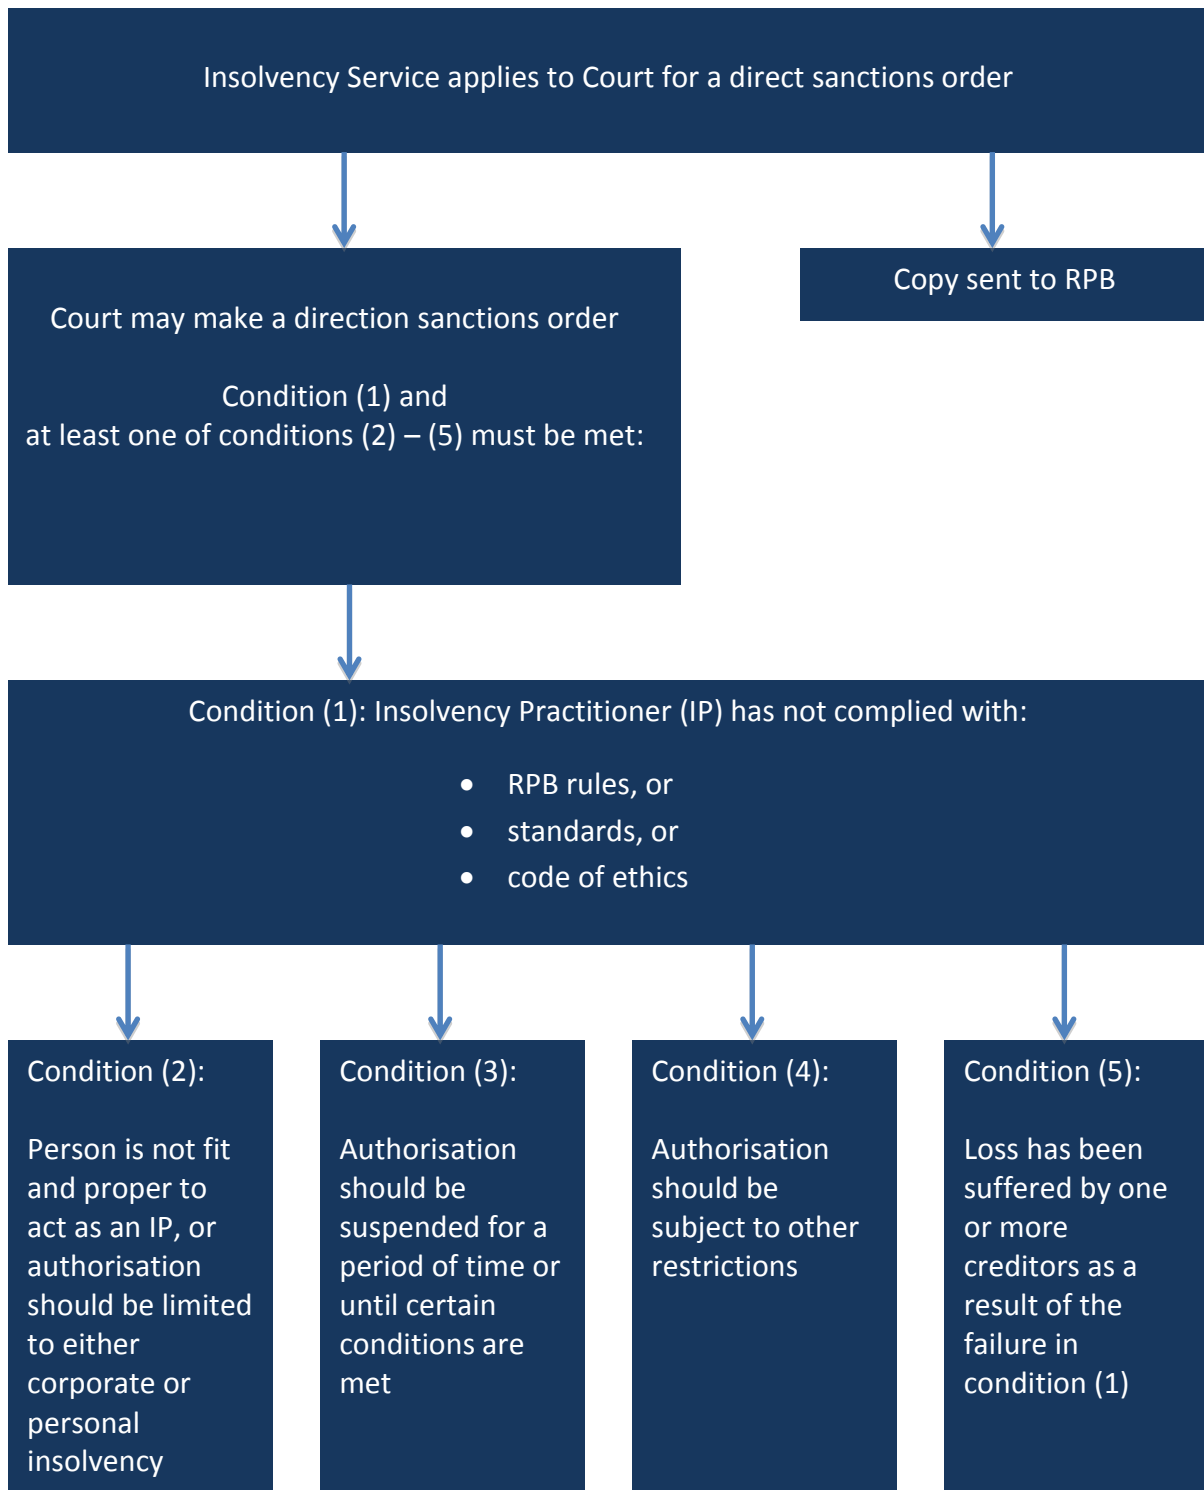 Insolvency Service applies to Court for a direct sanctions order
Court may make a direction sanctions order
Condition (1) and
at least one of conditions (2) – (5) must be met:
Copy sent to RPB
Condition (1): Insolvency Practitioner (IP) has not complied with:
• RPB rules, or
• standards, or
• code of ethics
Condition (2):
Person is not fit
and proper to
act as an IP, or
authorisation
should be limited
to either
corporate or
personal
insolvency
Condition (3):
Authorisation
should be
suspended for a
period of time or
until certain
conditions are
met
Condition (4):
Authorisation
should be
subject to other
restrictions
Condition (5):
Loss has been
suffered by one
or more
creditors as a
result of the
failure in
condition (1)